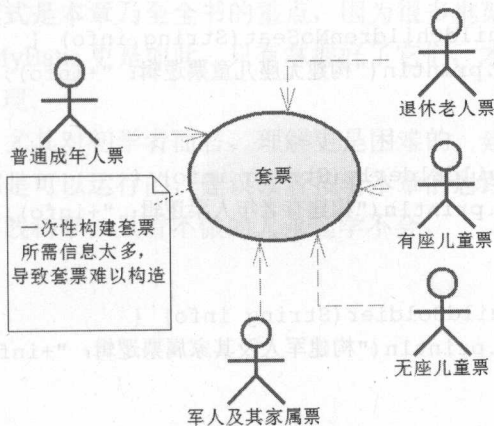 普通成年人票
套票
退休老人票
有座儿童票
无座儿童票
军人及其家属票
一次性构建套票
所需信息太多，
导致套票难以构造